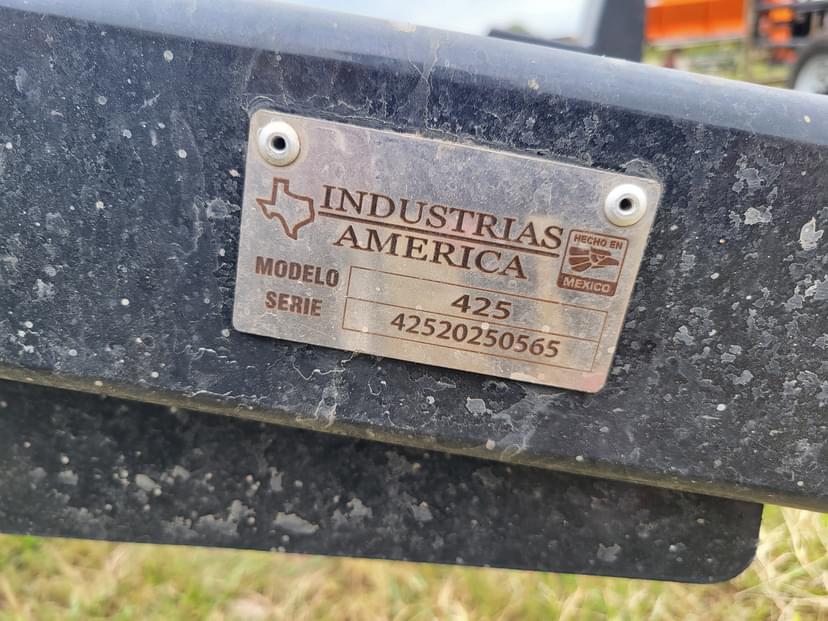 INDUSTRIAS
AMERICA
HECHO EN
MEXICO
MODELO 425
SERIE 42520250565